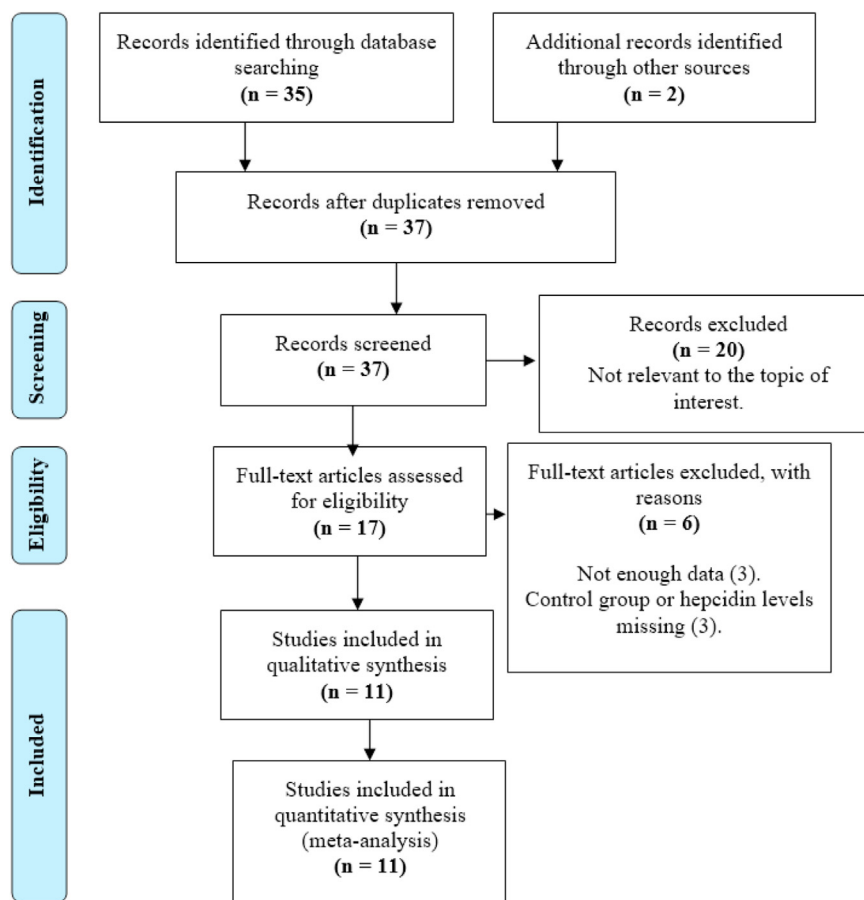 Identification
Records identified through database
searching
(n = 35)
Additional records identified
through other sources
(n = 2)
Records after duplicates removed
(n = 37)
Screening
Records screened
(n = 37)
Records excluded
(n = 20)
Not relevant to the topic of
interest.
Eligibility
Full-text articles assessed
for eligibility
(n = 17)
Full-text articles excluded, with
reasons
(n = 6)
Not enough data (3).
Control group or hepcidin levels
missing (3).
Included
Studies included in
qualitative synthesis
(n = 11)
Studies included in
quantitative synthesis
(meta-analysis)
(n = 11)